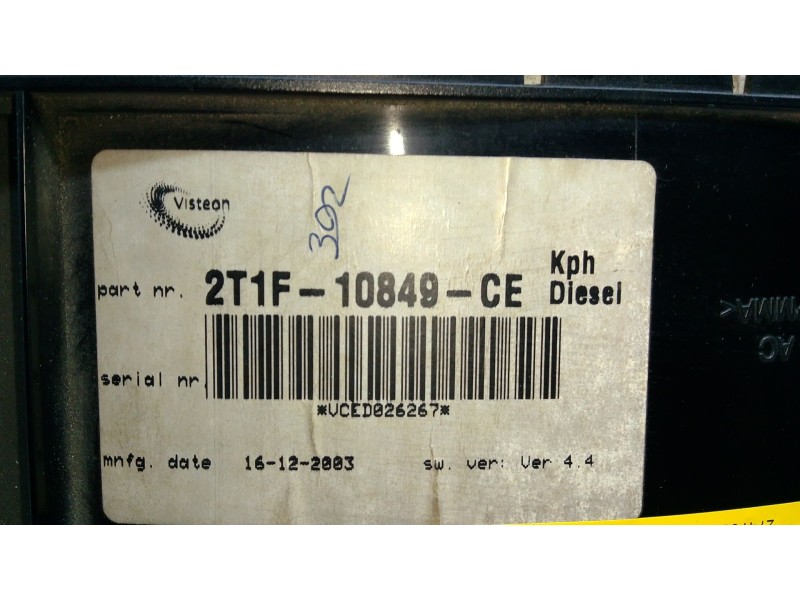 Visteon
302
part nr. 2T1F-10849-CE Kph Diesel
serial nr.
*VCED026267*
mnfg. date 16-12-2003 sw. ver: Ver 4.4
AC